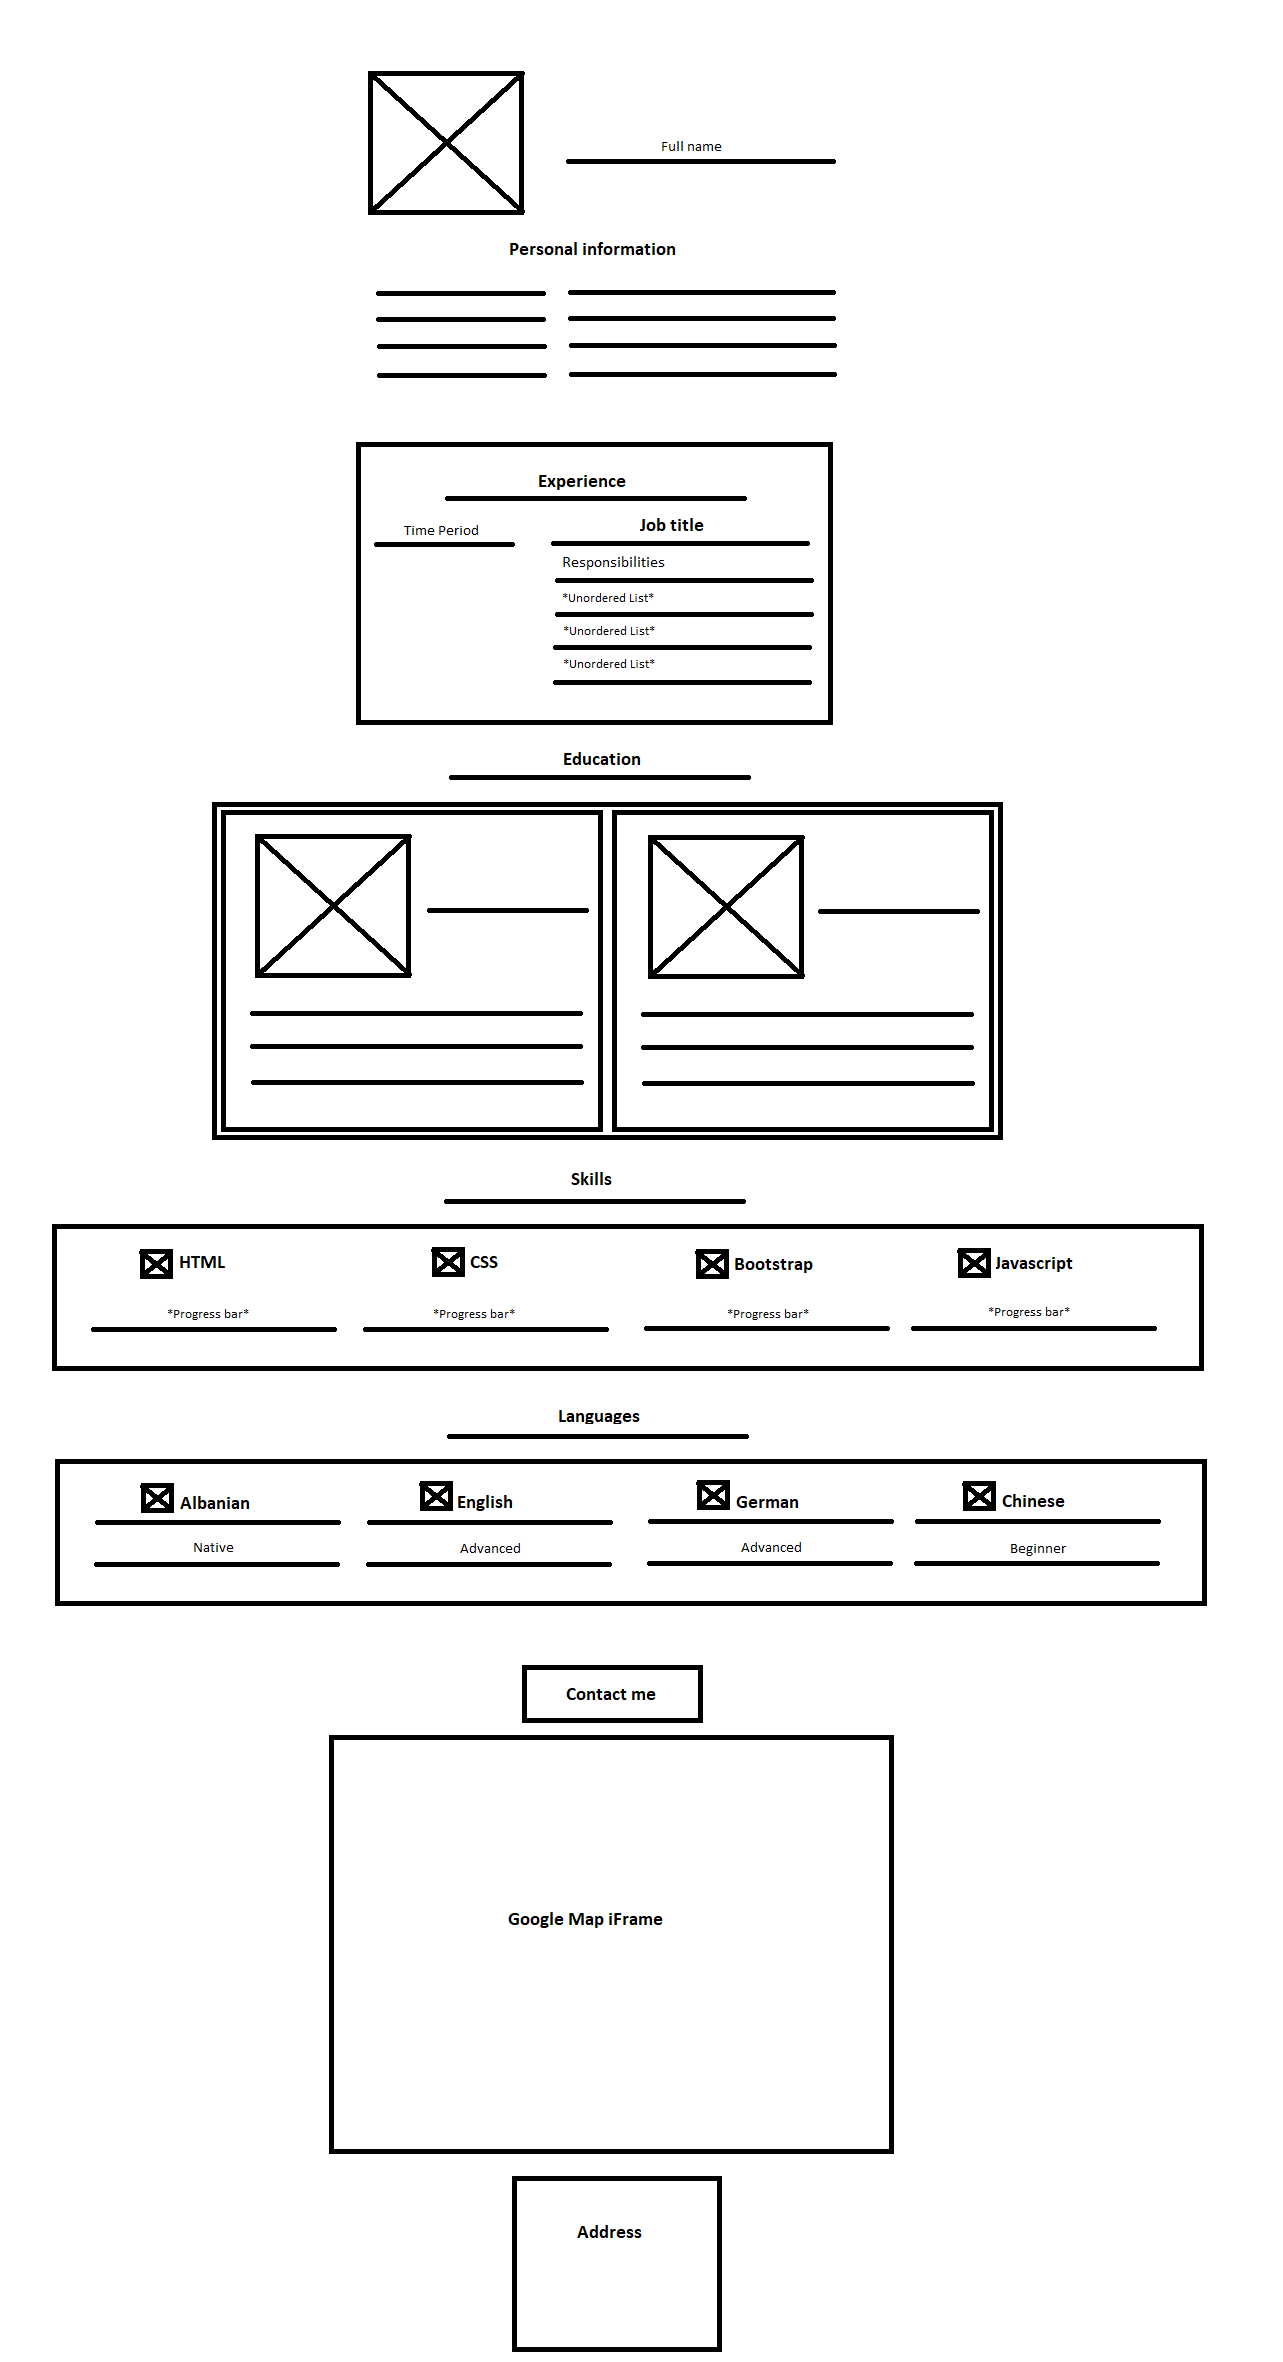 Full name
Personal information
Experience
Time Period
Job title
Responsibilities
*Unordered List*
*Unordered List*
*Unordered List*
Education
Skills
HTML
CSS
Bootstrap
Javascript
*Progress bar*
*Progress bar*
*Progress bar*
*Progress bar*
Languages
Albanian
English
German
Chinese
Native
Advanced
Advanced
Beginner
Contact me
Google Map iFrame
Address